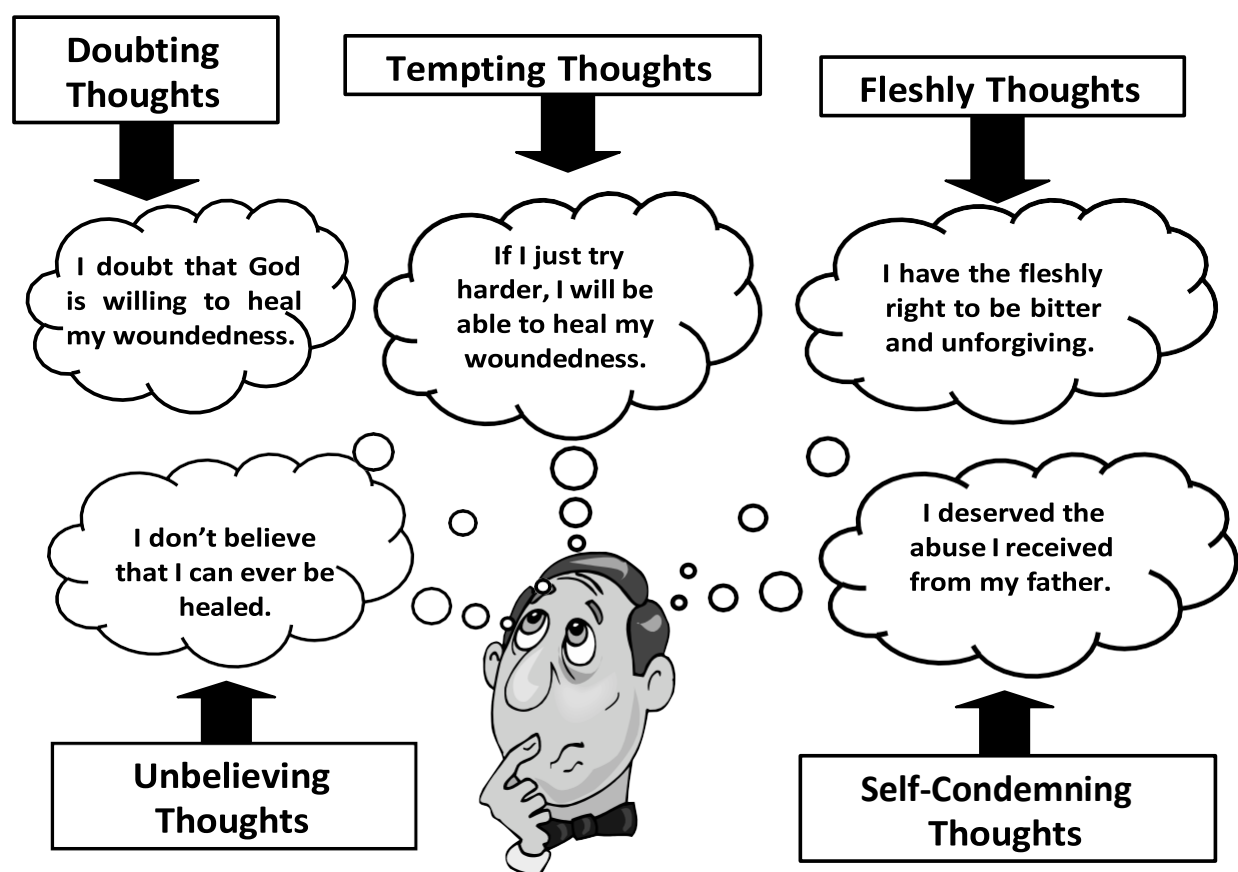 Doubting
Thoughts
Tempting Thoughts
Fleshly Thoughts
I doubt that God
is willing to heal
my woundedness.
If I just try
harder, I will be
able to heal my
woundedness.
I have the fleshly
right to be bitter
and unforgiving.
I don’t believe
that I can ever be
healed.
I deserved the
abuse I received
from my father.
Unbelieving
Thoughts
Self-Condemning
Thoughts